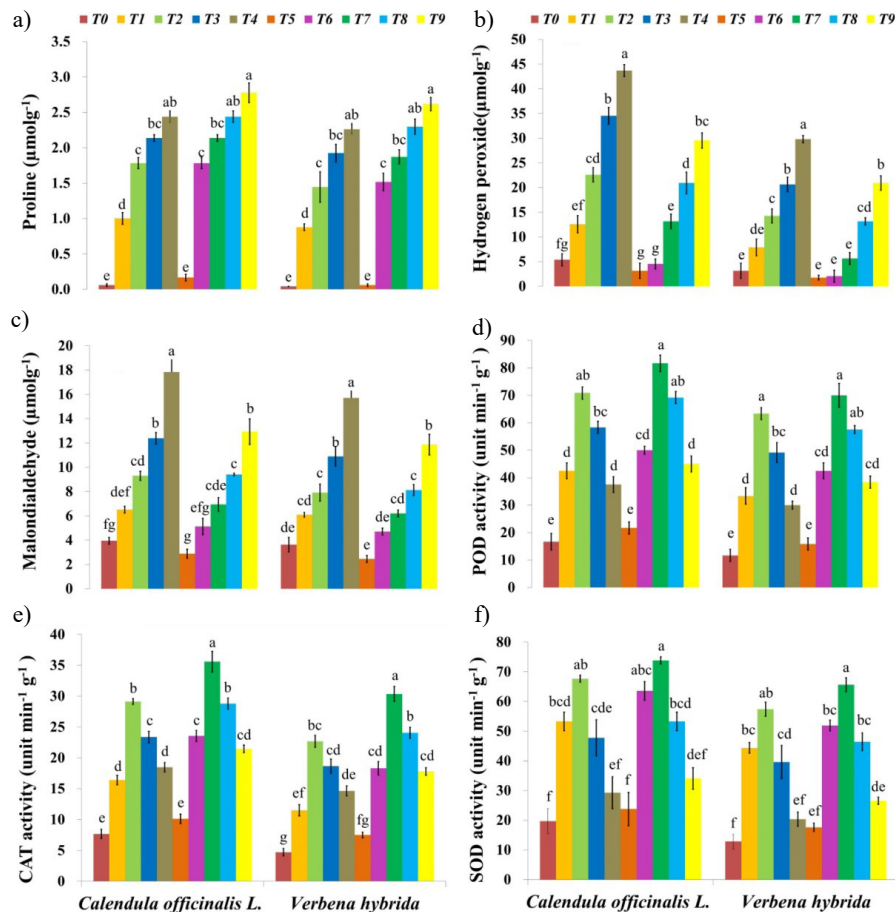 a) T0 T1 T2 T3 T4 T5 T6 T7 T8 T9
Proline (µmolg⁻¹)
3.5
3.0
2.5
2.0
1.5
1.0
0.5
0.0
e d c bc ab e c bc ab a
e d c bc ab e c bc ab a
b) T0 T1 T2 T3 T4 T5 T6 T7 T8 T9
Hydrogen peroxide(µmolg⁻¹)
50
45
40
35
30
25
20
15
10
5
0
fg ef cd b a g g e d bc
e de c b a e e e cd b
c)
Malondialdehyde (µmolg⁻¹)
20
18
16
14
12
10
8
6
4
2
0
fg def cd b a g efg cde c b
de cd c b a e de cd c b
d)
POD activity (unit min⁻¹ g⁻¹)
90
80
70
60
50
40
30
20
10
0
e d ab bc d e cd a ab d
e d a bc d e cd a ab cd
e)
CAT activity (unit min⁻¹ g⁻¹)
40
35
30
25
20
15
10
5
0
e d b c d e c a b cd
g ef bc cd de fg cd a b cd
Calendula officinalis L. Verbena hybrida
f)
SOD activity (unit min⁻¹ g⁻¹)
80
70
60
50
40
30
20
10
0
f bcd ab cde ef f abc a bcd def
f bc ab cd ef ef bc a bc de
Calendula officinalis L. Verbena hybrida